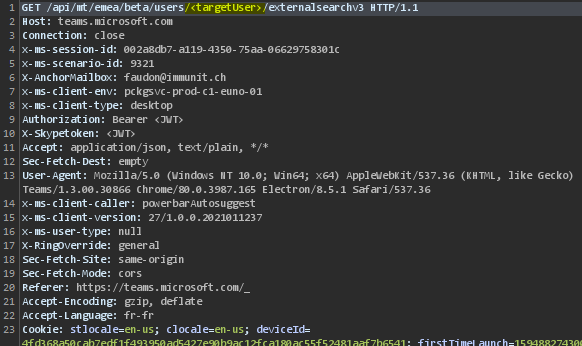 1 GET /api/mt/emea/beta/users/<targetUser>/externalsearchv3 HTTP/1.1
2 Host: teams.microsoft.com
3 Connection: close
4 x-ms-session-id: 002a8db7-a119-4350-75aa-06629758301c
5 x-ms-scenario-id: 9321
6 X-AnchorMailbox: faudon@immunit.ch
7 x-ms-client-env: pckgsvc-prod-c1-euno-01
8 x-ms-client-type: desktop
9 Authorization: Bearer <JWT>
10 X-Skypetoken: <JWT>
11 Accept: application/json, text/plain, */*
12 Sec-Fetch-Dest: empty
13 User-Agent: Mozilla/5.0 (Windows NT 10.0; Win64; x64) AppleWebKit/537.36 (KHTML, like Gecko)
Teams/1.3.00.30866 Chrome/80.0.3987.165 Electron/8.5.1 Safari/537.36
14 x-ms-client-caller: powerbarAutosuggest
15 x-ms-client-version: 27/1.0.0.2021011237
16 x-ms-user-type: null
17 X-RingOverride: general
18 Sec-Fetch-Site: same-origin
19 Sec-Fetch-Mode: cors
20 Referer: https://teams.microsoft.com/_
21 Accept-Encoding: gzip, deflate
22 Accept-Language: fr-fr
23 Cookie: stlocale=en-us; clocale=en-us; deviceId=
4fd368a50cab7edf1f493950ad5427e90b9ac12fca180ac55f52481aaf7b6541; firstTimeLaunch=15948827430